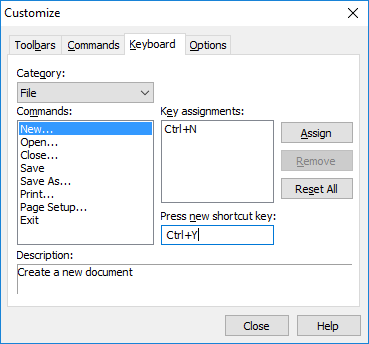 Customize
Toolbars Commands Keyboard Options
Category:
File
Commands:
New...
Open...
Close...
Save
Save As...
Print...
Page Setup...
Exit
Key assignments:
Ctrl+N
Assign
Remove
Reset All
Press new shortcut key:
Ctrl+Y
Description:
Create a new document
Close Help